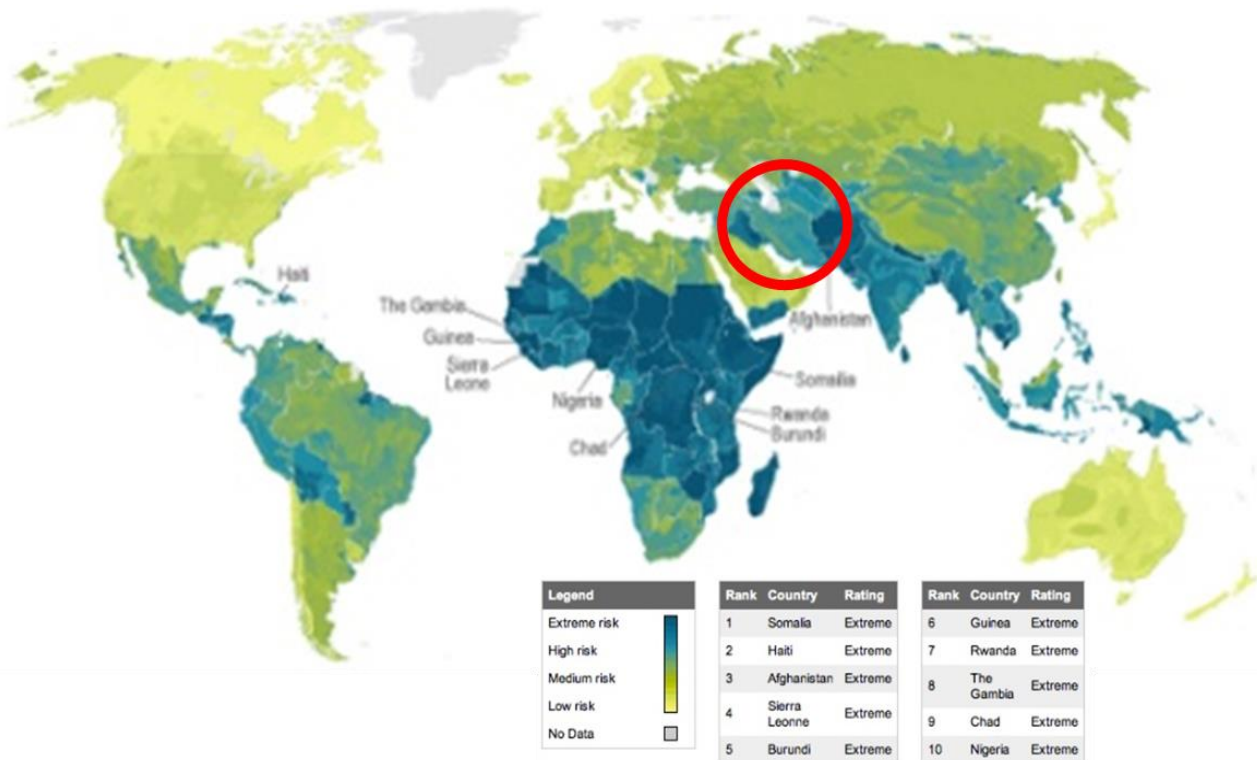 Haiti
The Gambia
Guinea
Sierra
Leone
Nigeria
Chad
Afghanistan
Somilia
Rwanda
Burundi
Legend
Extreme risk
High risk
Medium risk
Low risk
No Data
Rank Country Rating
1 Somalia Extreme
2 Haiti Extreme
3 Afghanistan Extreme
4 Sierra
Leonne Extreme
5 Burundi Extreme
Rank Country Rating
6 Guinea Extreme
7 Rwanda Extreme
8 The
Gambia Extreme
9 Chad Extreme
10 Nigeria Extreme